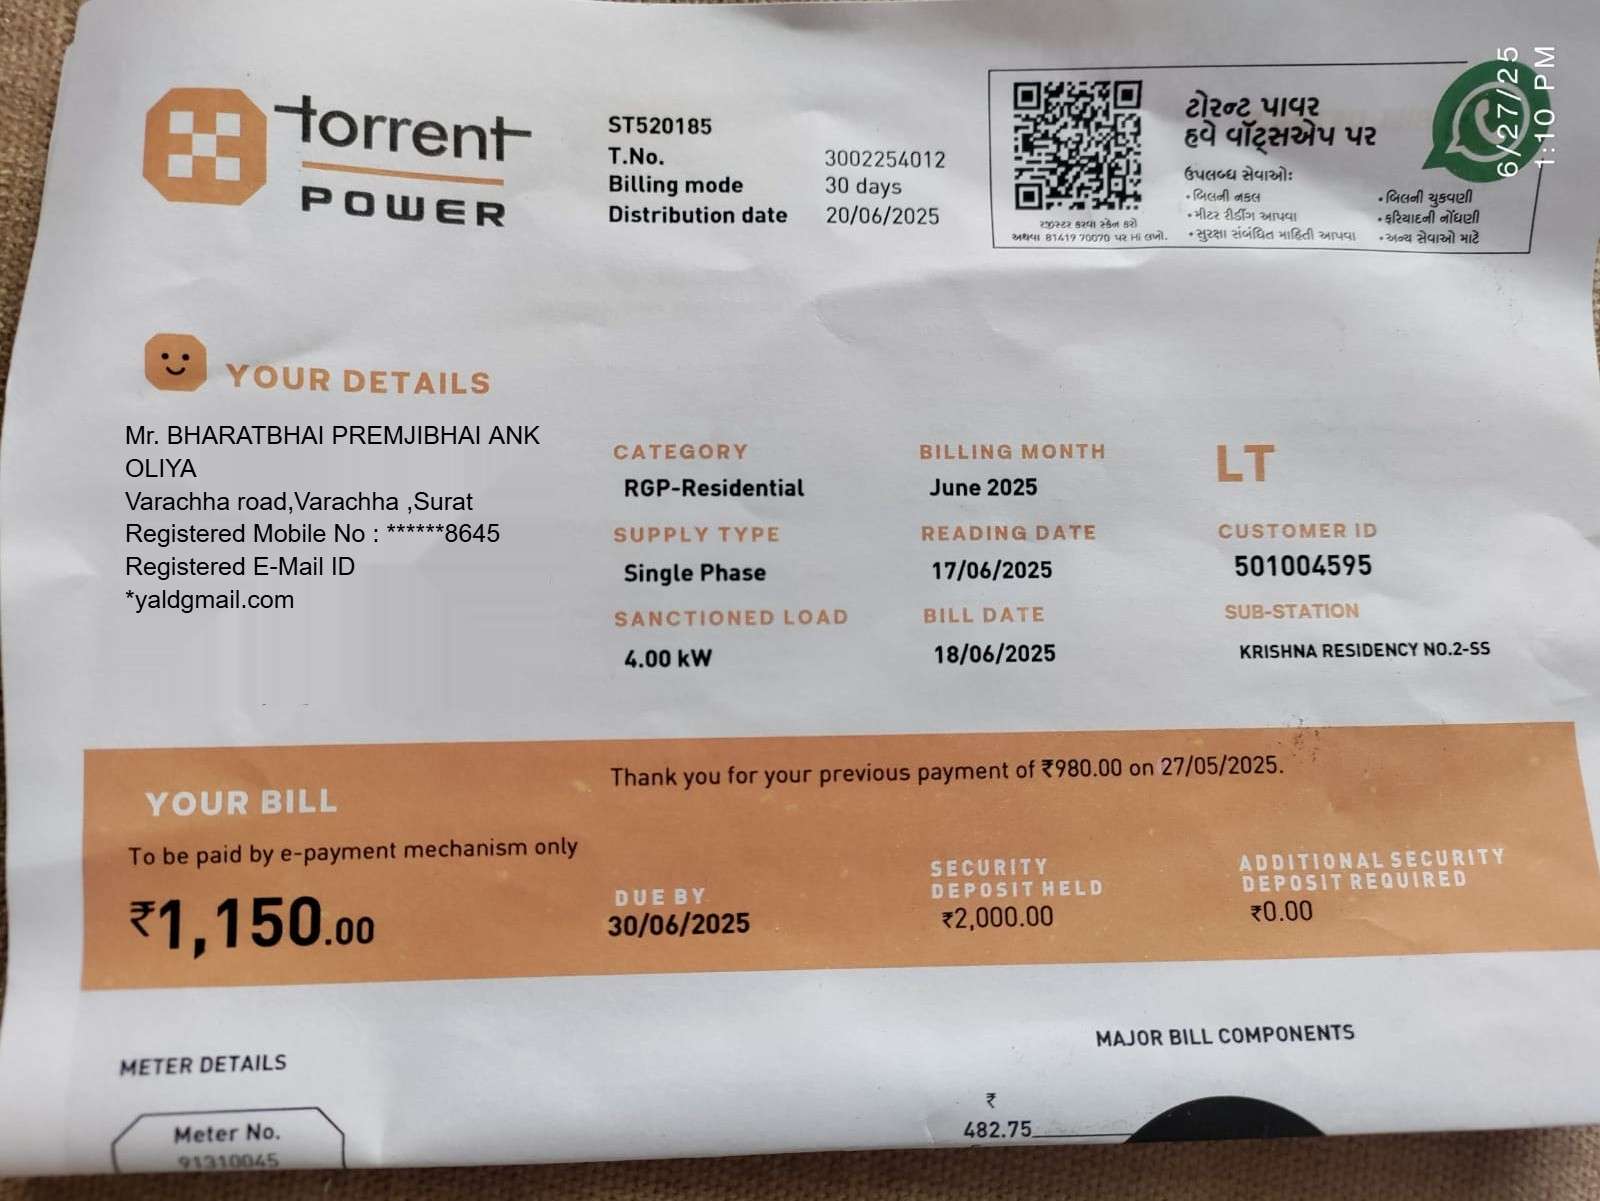 torrent
POWER
ST520185
T.No. 3002254012
Billing mode 30 days
Distribution date 20/06/2025
ટોરન્ટ પાવર
હવે વૉટ્સએપ પર
ઉપલબ્ધ સેવાઓ:
• બિલની નકલ
• મીટર રીડીંગ આપવા
• સુરક્ષા સંબંધિત માહિતી આપવા
• બિલની ચુકવણી
• ફરિયાદની નોંધણી
• અન્ય સેવાઓ માટે
રજીસ્ટર કરવા સ્કેન કરો
અથવા 81419 70070 પર Hi લખો.
6/27/25
1:10 PM
YOUR DETAILS
Mr. BHARATBHAI PREMJIBHAI ANK
OLIYA
Varachha road,Varachha ,Surat
Registered Mobile No : ******8645
Registered E-Mail ID
*yaldgmail.com
CATEGORY
RGP-Residential
SUPPLY TYPE
Single Phase
SANCTIONED LOAD
4.00 kW
BILLING MONTH
June 2025
READING DATE
17/06/2025
BILL DATE
18/06/2025
LT
CUSTOMER ID
501004595
SUB-STATION
KRISHNA RESIDENCY NO.2-SS
YOUR BILL
Thank you for your previous payment of ₹980.00 on 27/05/2025.
To be paid by e-payment mechanism only
₹1,150.00
DUE BY
30/06/2025
SECURITY
DEPOSIT HELD
₹2,000.00
ADDITIONAL SECURITY
DEPOSIT REQUIRED
₹0.00
METER DETAILS
Meter No.
91310045
MAJOR BILL COMPONENTS
₹
482.75